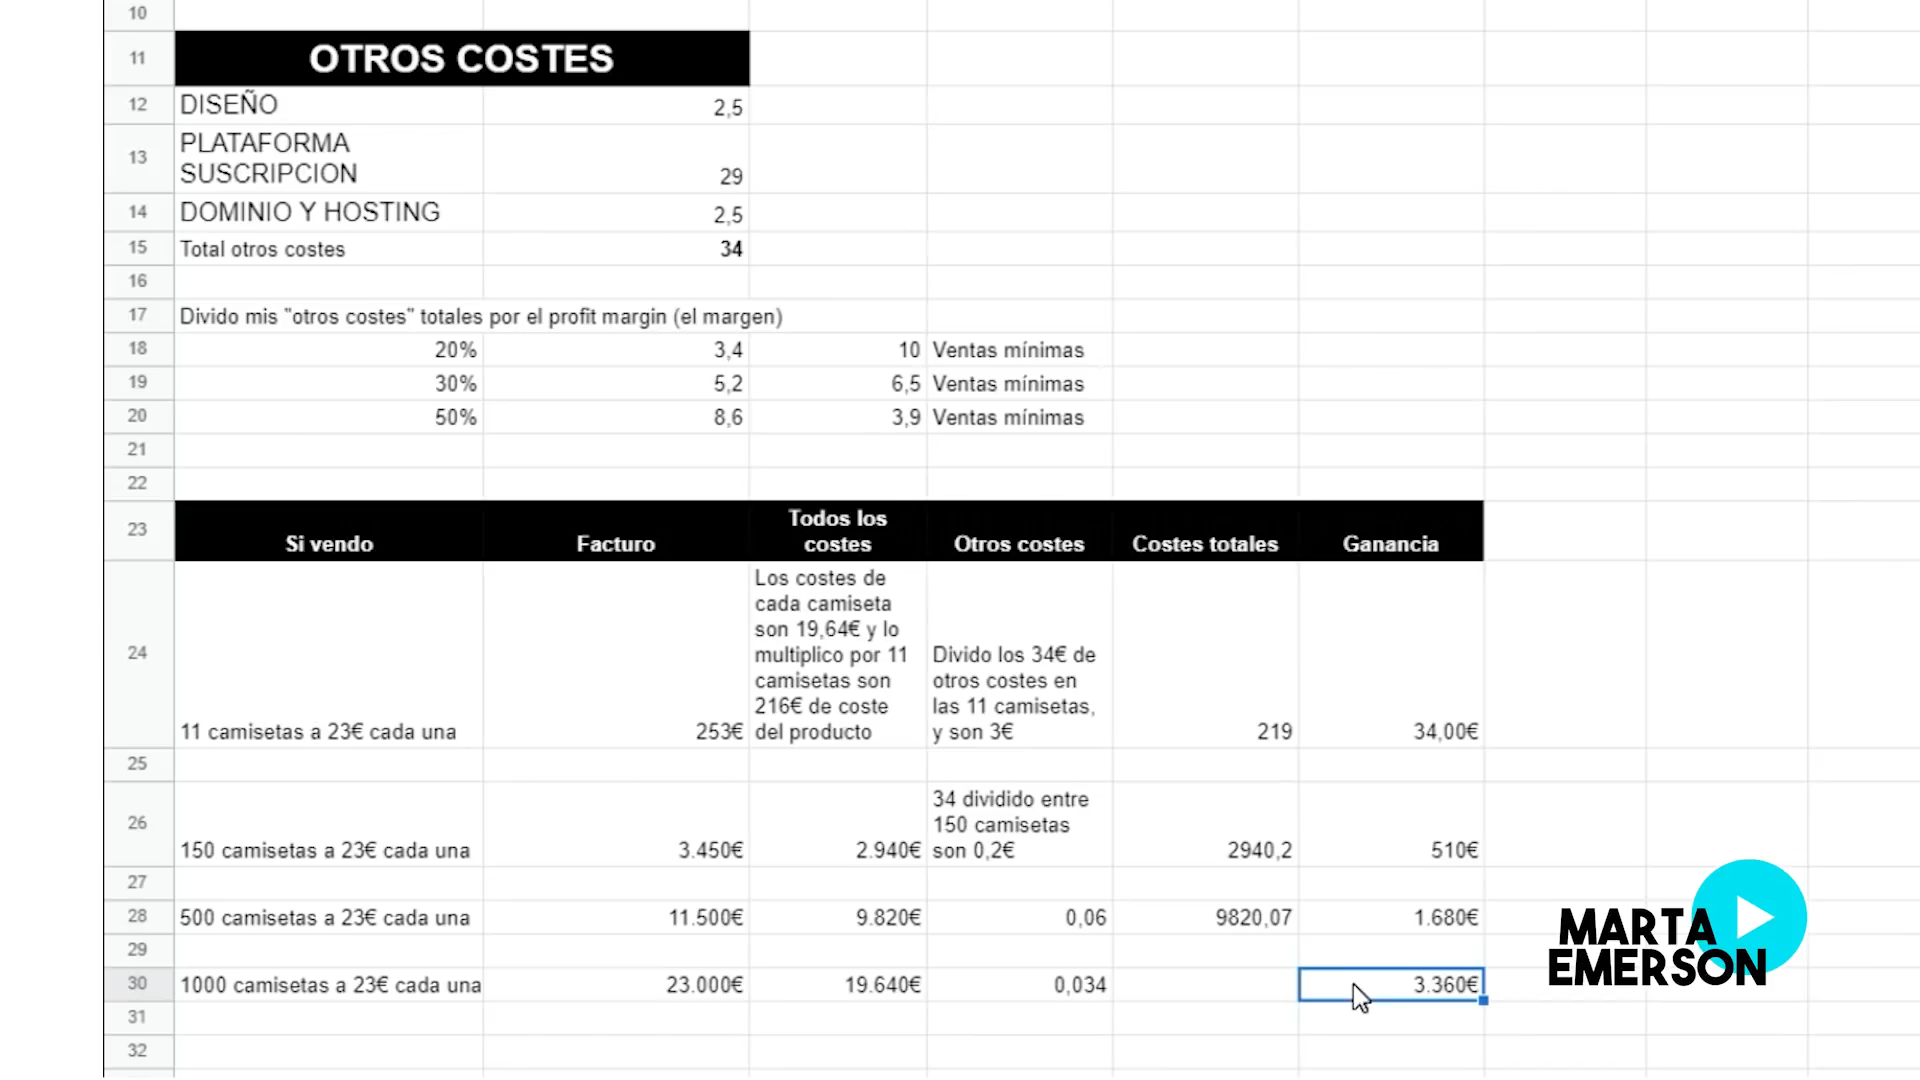 10
11 OTROS COSTES
12 DISEÑO 2,5
13 PLATAFORMA
SUSCRIPCION 29
14 DOMINIO Y HOSTING 2,5
15 Total otros costes 34
16
17 Divido mis "otros costes" totales por el profit margin (el margen)
18 20% 3,4 10 Ventas mínimas
19 30% 5,2 6,5 Ventas mínimas
20 50% 8,6 3,9 Ventas mínimas
21
22
23 Si vendo Facturo Todos los
costes Otros costes Costes totales Ganancia
24 11 camisetas a 23€ cada una 253€
Los costes de
cada camiseta
son 19,64€ y lo
multiplico por 11
camisetas son
216€ de coste
del producto
Divido los 34€ de
otros costes en
las 11 camisetas,
y son 3€
219 34,00€
25
26 150 camisetas a 23€ cada una 3.450€ 2.940€
34 dividido entre
150 camisetas
son 0,2€
2940,2 510€
27
28 500 camisetas a 23€ cada una 11.500€ 9.820€ 0,06 9820,07 1.680€
29
30 1000 camisetas a 23€ cada una 23.000€ 19.640€ 0,034 3.360€
31
32
MARTA
EMERSON